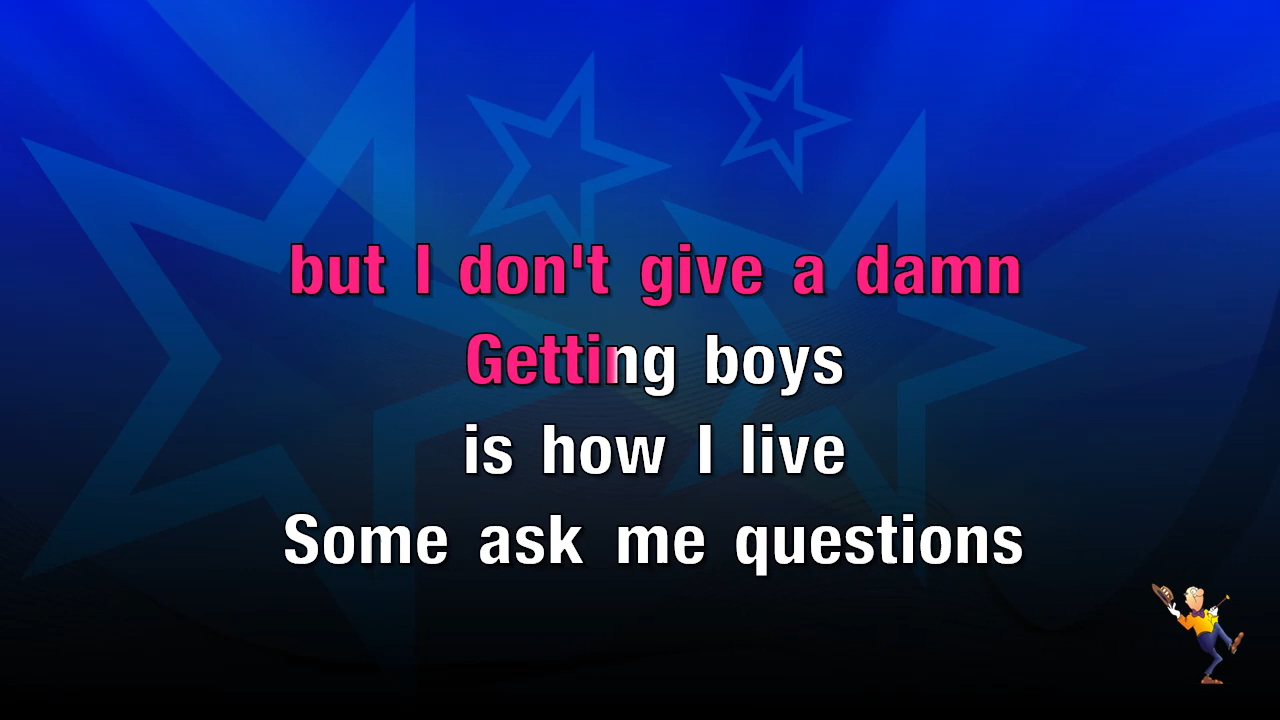 but I don't give a damn
Getting boys
is how I live
Some ask me questions